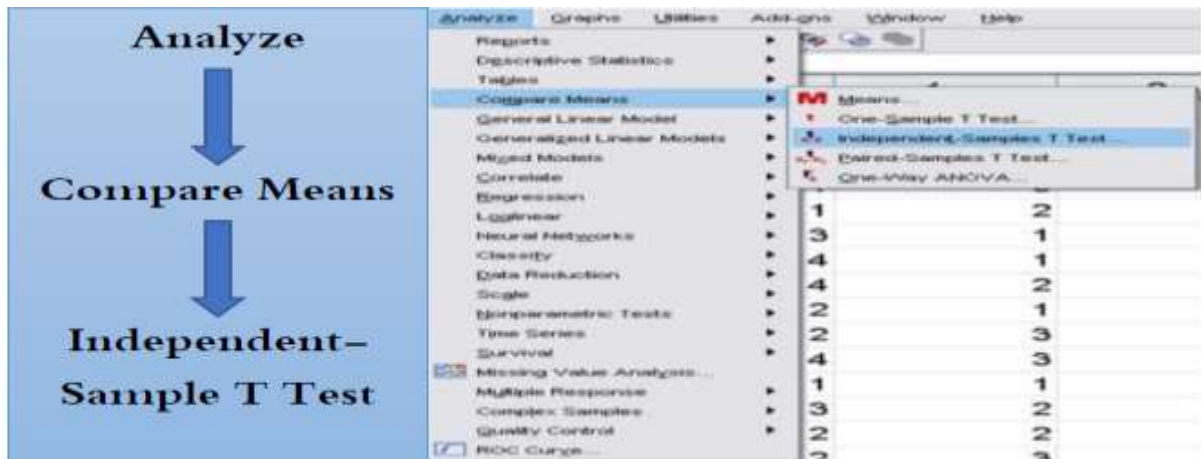 Analyze
Compare Means
Independent–
Sample T Test
Analyze Graphs Utilities Add-ons Window Help
Reports
Descriptive Statistics
Tables
Compare Means
General Linear Model
Generalized Linear Models
Mixed Models
Correlate
Regression
Loglinear
Neural Networks
Classify
Data Reduction
Scale
Nonparametric Tests
Time Series
Survival
Missing Value Analysis...
Multiple Response
Complex Samples
Quality Control
ROC Curve...
Means...
One-Sample T Test...
Independent-Samples T Test...
Paired-Samples T Test...
One-Way ANOVA...
1 2
3 1
4 1
4 2
2 1
2 3
4 3
1 1
3 2
2 2
2 3